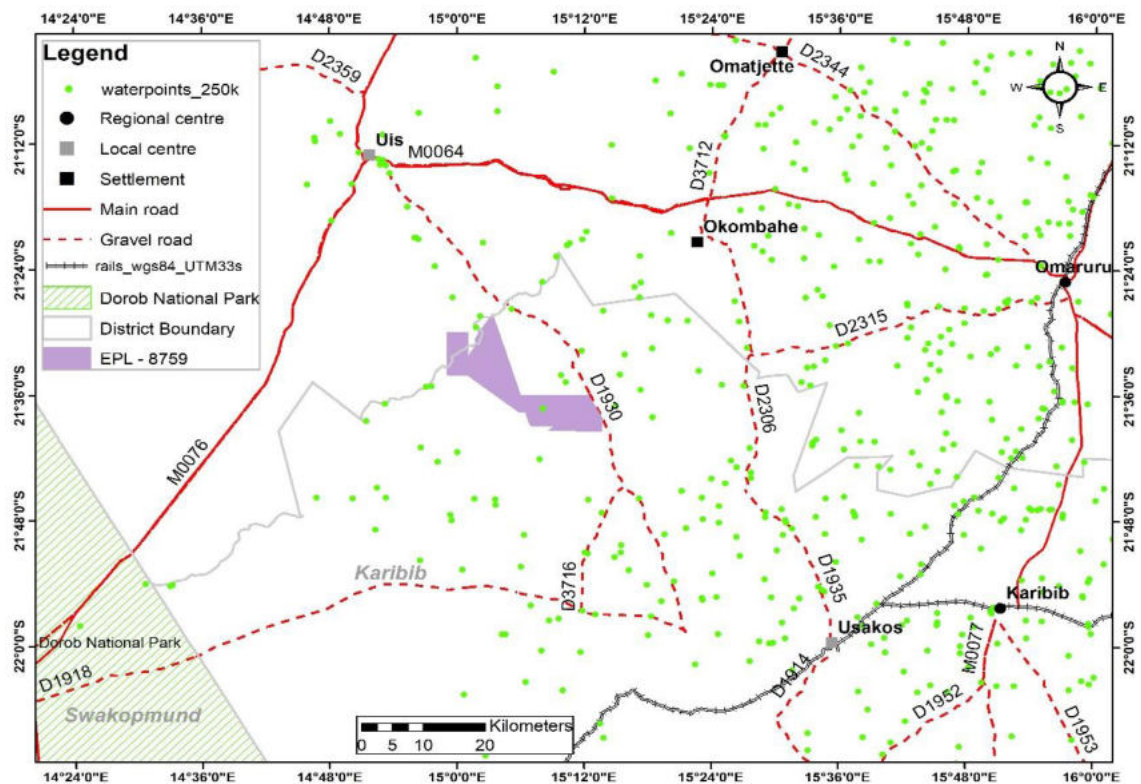 14°24'0"E 14°36'0"E 14°48'0"E 15°00'0"E 15°12'0"E 15°24'0"E 15°36'0"E 15°48'0"E 16°00'0"E
Legend
waterpoints_250k
Regional centre
Local centre
Settlement
Main road
Gravel road
rails_wgs84_UTM33s
Dorob National Park
District Boundary
EPL - 8759
N
W E
S
D2359
Omatjette
D2344
Uis
M0064
D3712
Okombahe
Omaruru
D2315
D1930
D2306
M0076
Karibib
D3716
D1935
Karibib
Usakos
M0077
Dorob National Park
D1918
D1914
D1952
D1953
Swakopmund
Kilometers
0 5 10 20
21°12'0"S
21°24'0"S
21°36'0"S
21°48'0"S
22°0'0"S
21°12'0"S
21°24'0"S
21°36'0"S
21°48'0"S
22°0'0"S
14°24'0"E 14°36'0"E 14°48'0"E 15°00'0"E 15°12'0"E 15°24'0"E 15°36'0"E 15°48'0"E 16°00'0"E